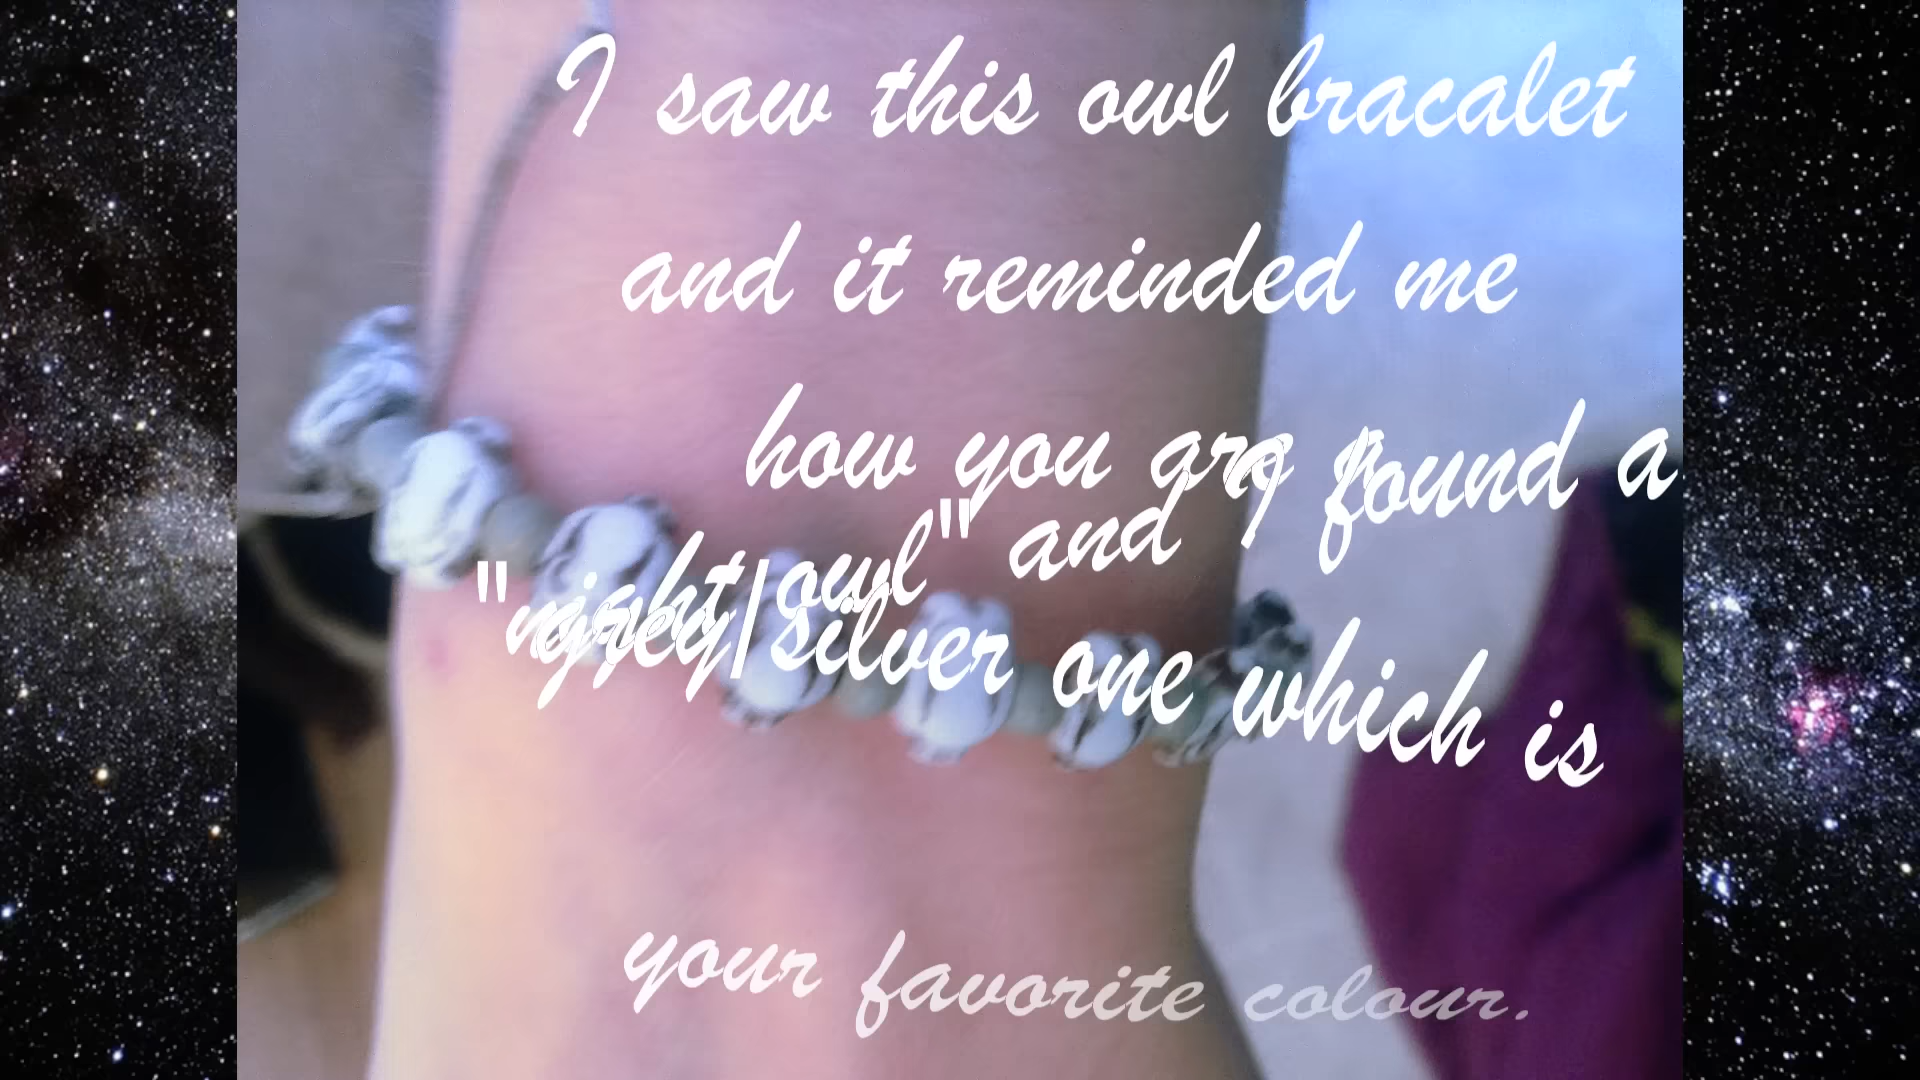 I saw this owl bracalet
and it reminded me
how you are a
"night owl" and I found a
grey/silver one which is
your favorite colour.